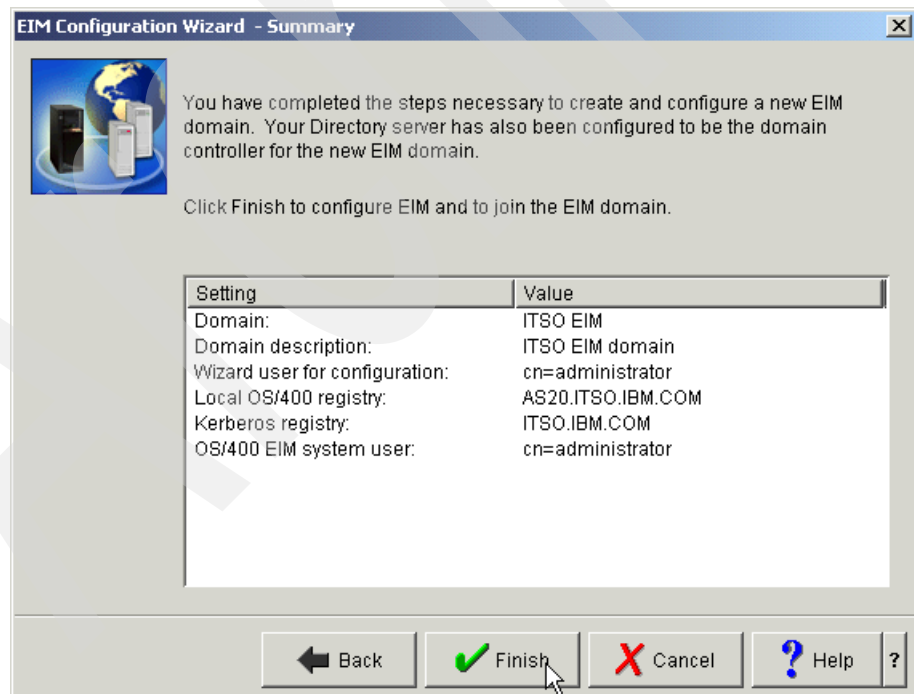 EIM Configuration Wizard - Summary
You have completed the steps necessary to create and configure a new EIM
domain. Your Directory server has also been configured to be the domain
controller for the new EIM domain.
Click Finish to configure EIM and to join the EIM domain.
Setting Value
Domain: ITSO EIM
Domain description: ITSO EIM domain
Wizard user for configuration: cn=administrator
Local OS/400 registry: AS20.ITSO.IBM.COM
Kerberos registry: ITSO.IBM.COM
OS/400 EIM system user: cn=administrator
Back Finish Cancel ? Help ?